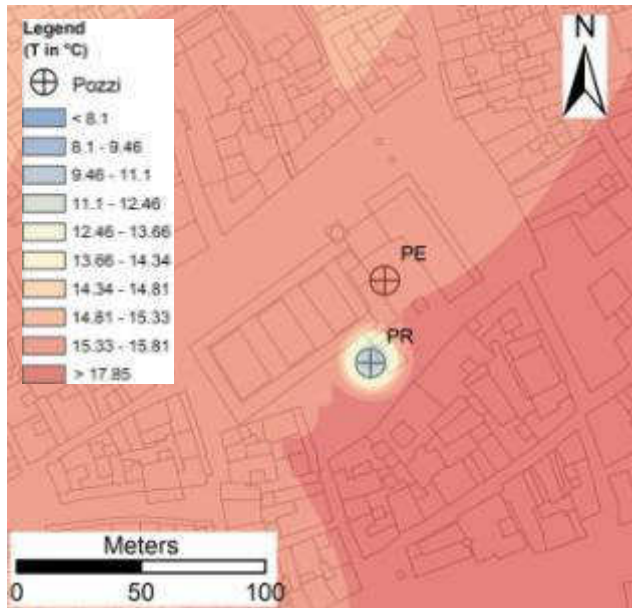 Legend
(T in °C)
Pozzi
< 8.1
8.1 - 9.46
9.46 - 11.1
11.1 - 12.46
12.46 - 13.66
13.66 - 14.34
14.34 - 14.81
14.81 - 15.33
15.33 - 15.81
> 17.85
N
PE
PR
Meters
0 50 100